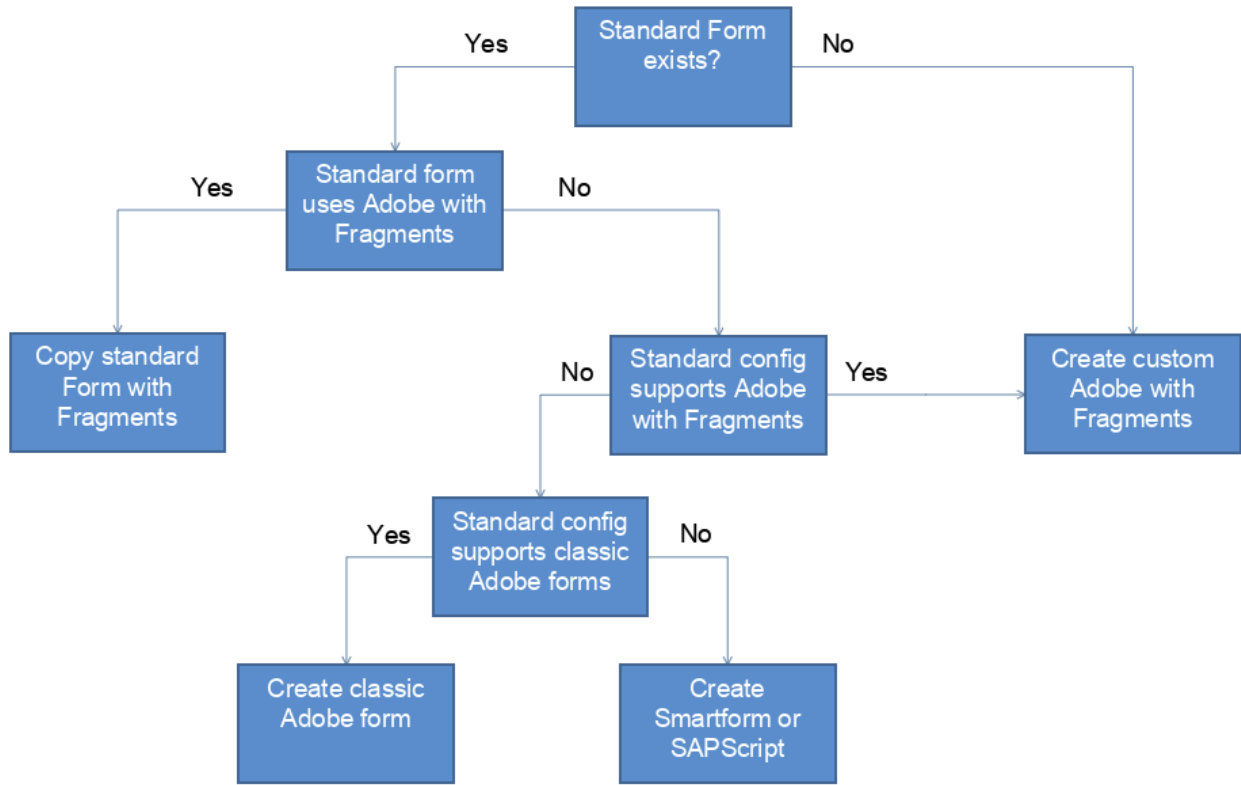 Standard Form
exists?
Yes
No
Standard form
uses Adobe with
Fragments
Yes
No
Copy standard
Form with
Fragments
Standard config
supports Adobe
with Fragments
No
Yes
Create custom
Adobe with
Fragments
Standard config
supports classic
Adobe forms
Yes
No
Create classic
Adobe form
Create
Smartform or
SAPScript